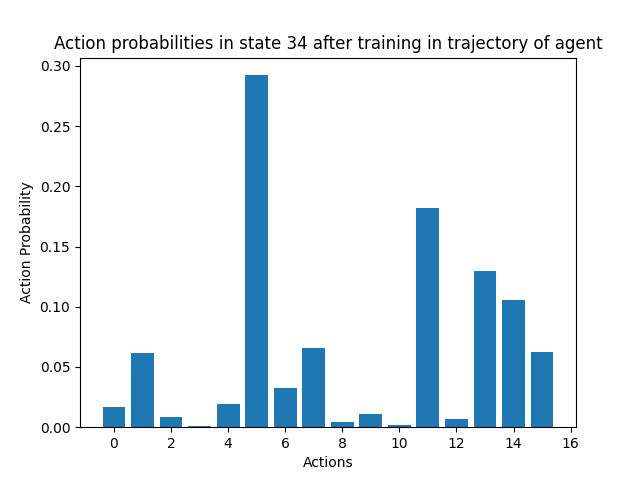 Action probabilities in state 34 after training in trajectory of agent
0.30
0.25
0.20
0.15
0.10
0.05
0.00
Action Probability
0 2 4 6 8 10 12 14 16
Actions